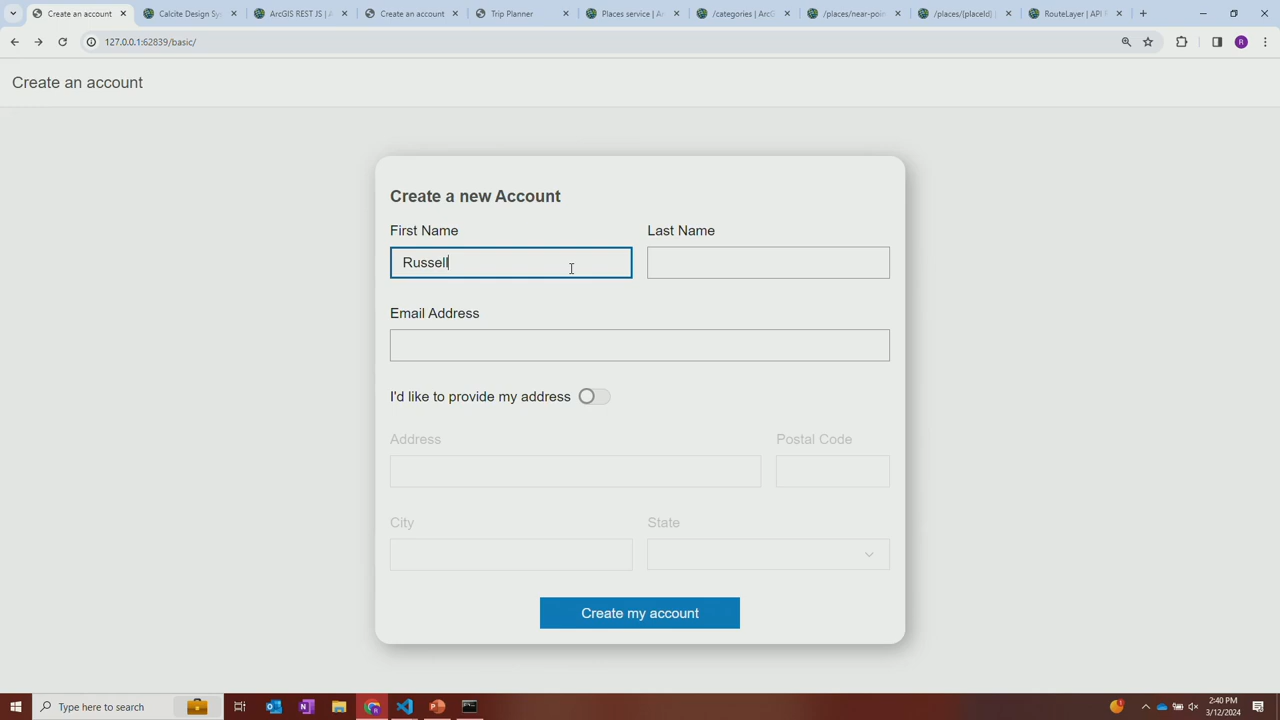 Create an account
Calcite Design Sy
ArcGIS REST JS | A
Create an account
Trip Planner
Places service | Ar
/categories | ArcG
/places/near-poin
/places/{placeId} |
RouteLayer | API
127.0.0.1:62839/basic/
R
Create an account
Create a new Account
First Name
Last Name
Russell
Email Address
I'd like to provide my address
Address
Postal Code
City
State
Create my account
Type here to search
2:40 PM
3/12/2024